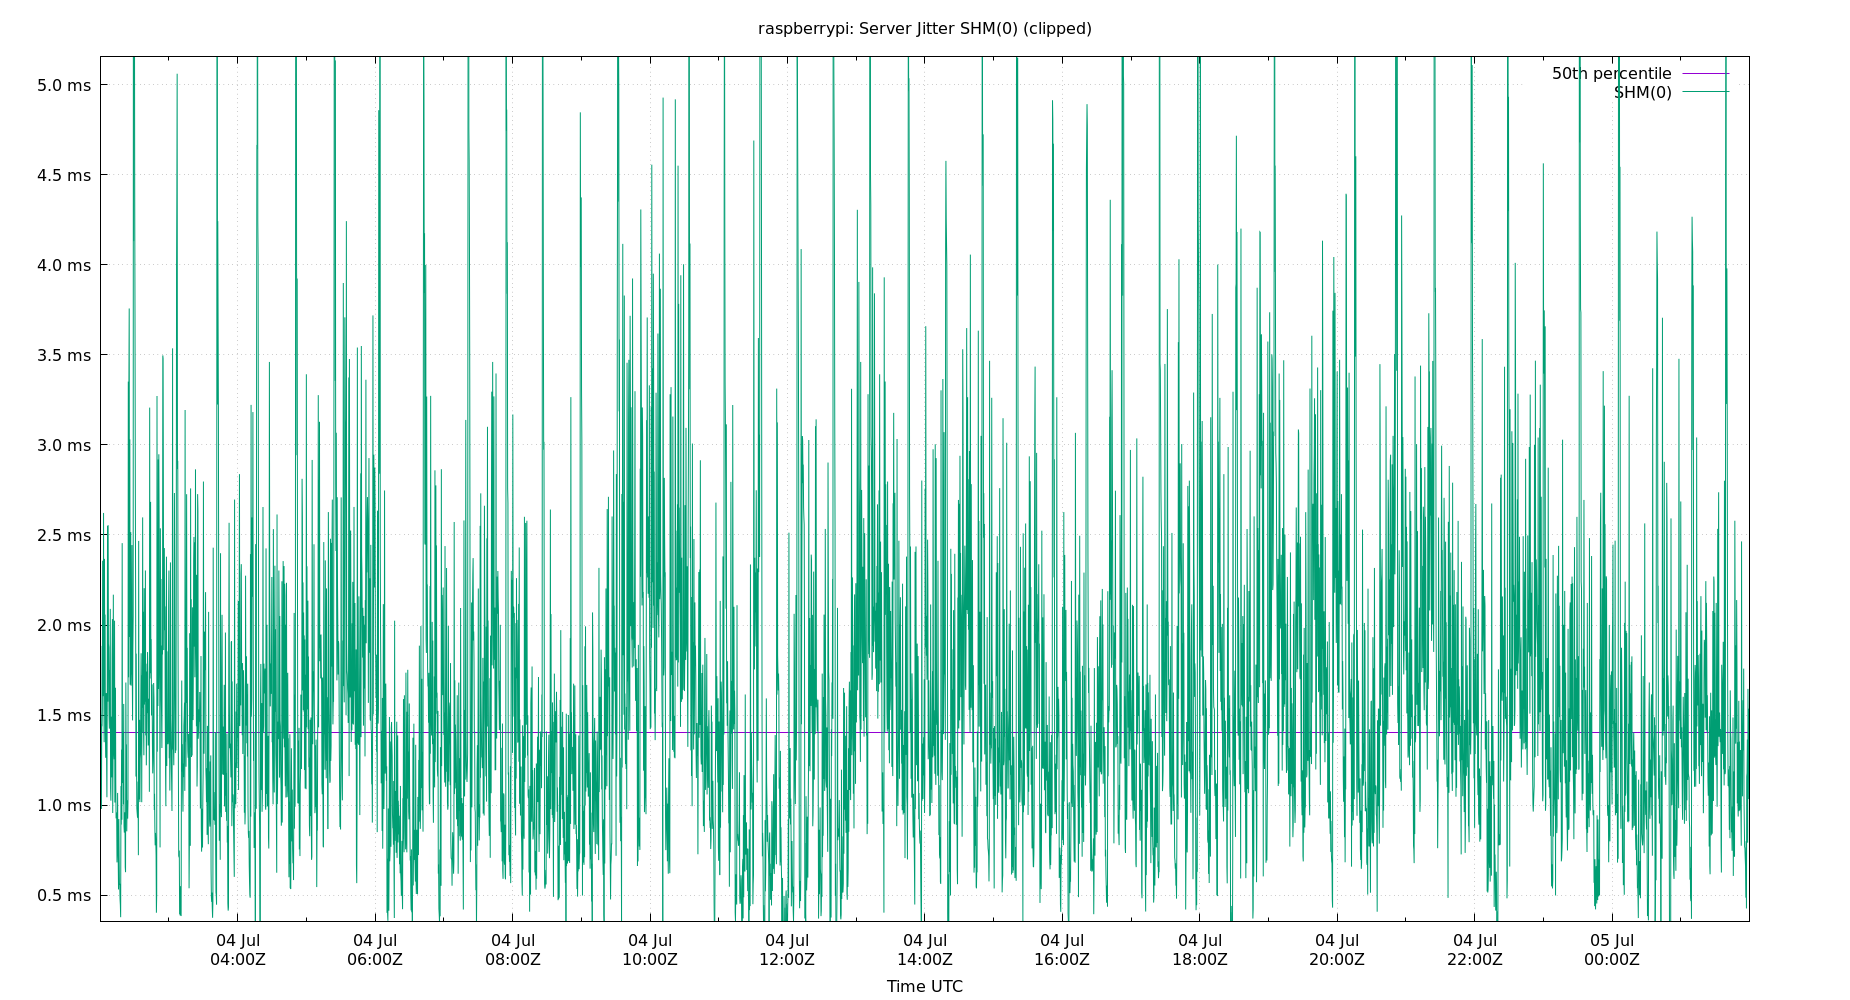 raspberrypi: Server Jitter SHM(0) (clipped)
50th percentile
SHM(0)
5.0 ms
4.5 ms
4.0 ms
3.5 ms
3.0 ms
2.5 ms
2.0 ms
1.5 ms
1.0 ms
0.5 ms
04 Jul 04 Jul 04 Jul 04 Jul 04 Jul 04 Jul 04 Jul 04 Jul 04 Jul 04 Jul 05 Jul
04:00Z 06:00Z 08:00Z 10:00Z 12:00Z 14:00Z 16:00Z 18:00Z 20:00Z 22:00Z 00:00Z
Time UTC